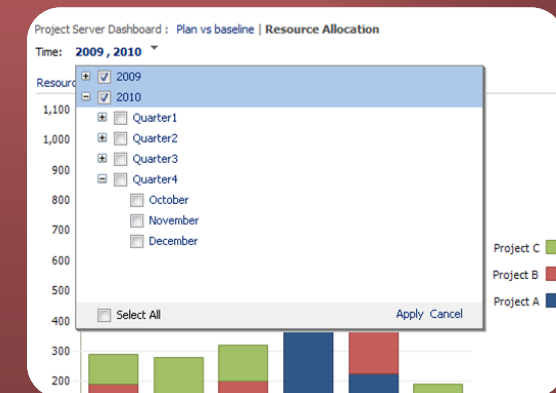 Project Server Dashboard : Plan vs baseline | Resource Allocation
Time: 2009 , 2010
Resourc
2009
2010
Quarter1
Quarter2
Quarter3
Quarter4
October
November
December
Select All Apply Cancel
1,100
1,000
900
800
700
600
500
400
300
200
Project C
Project B
Project A